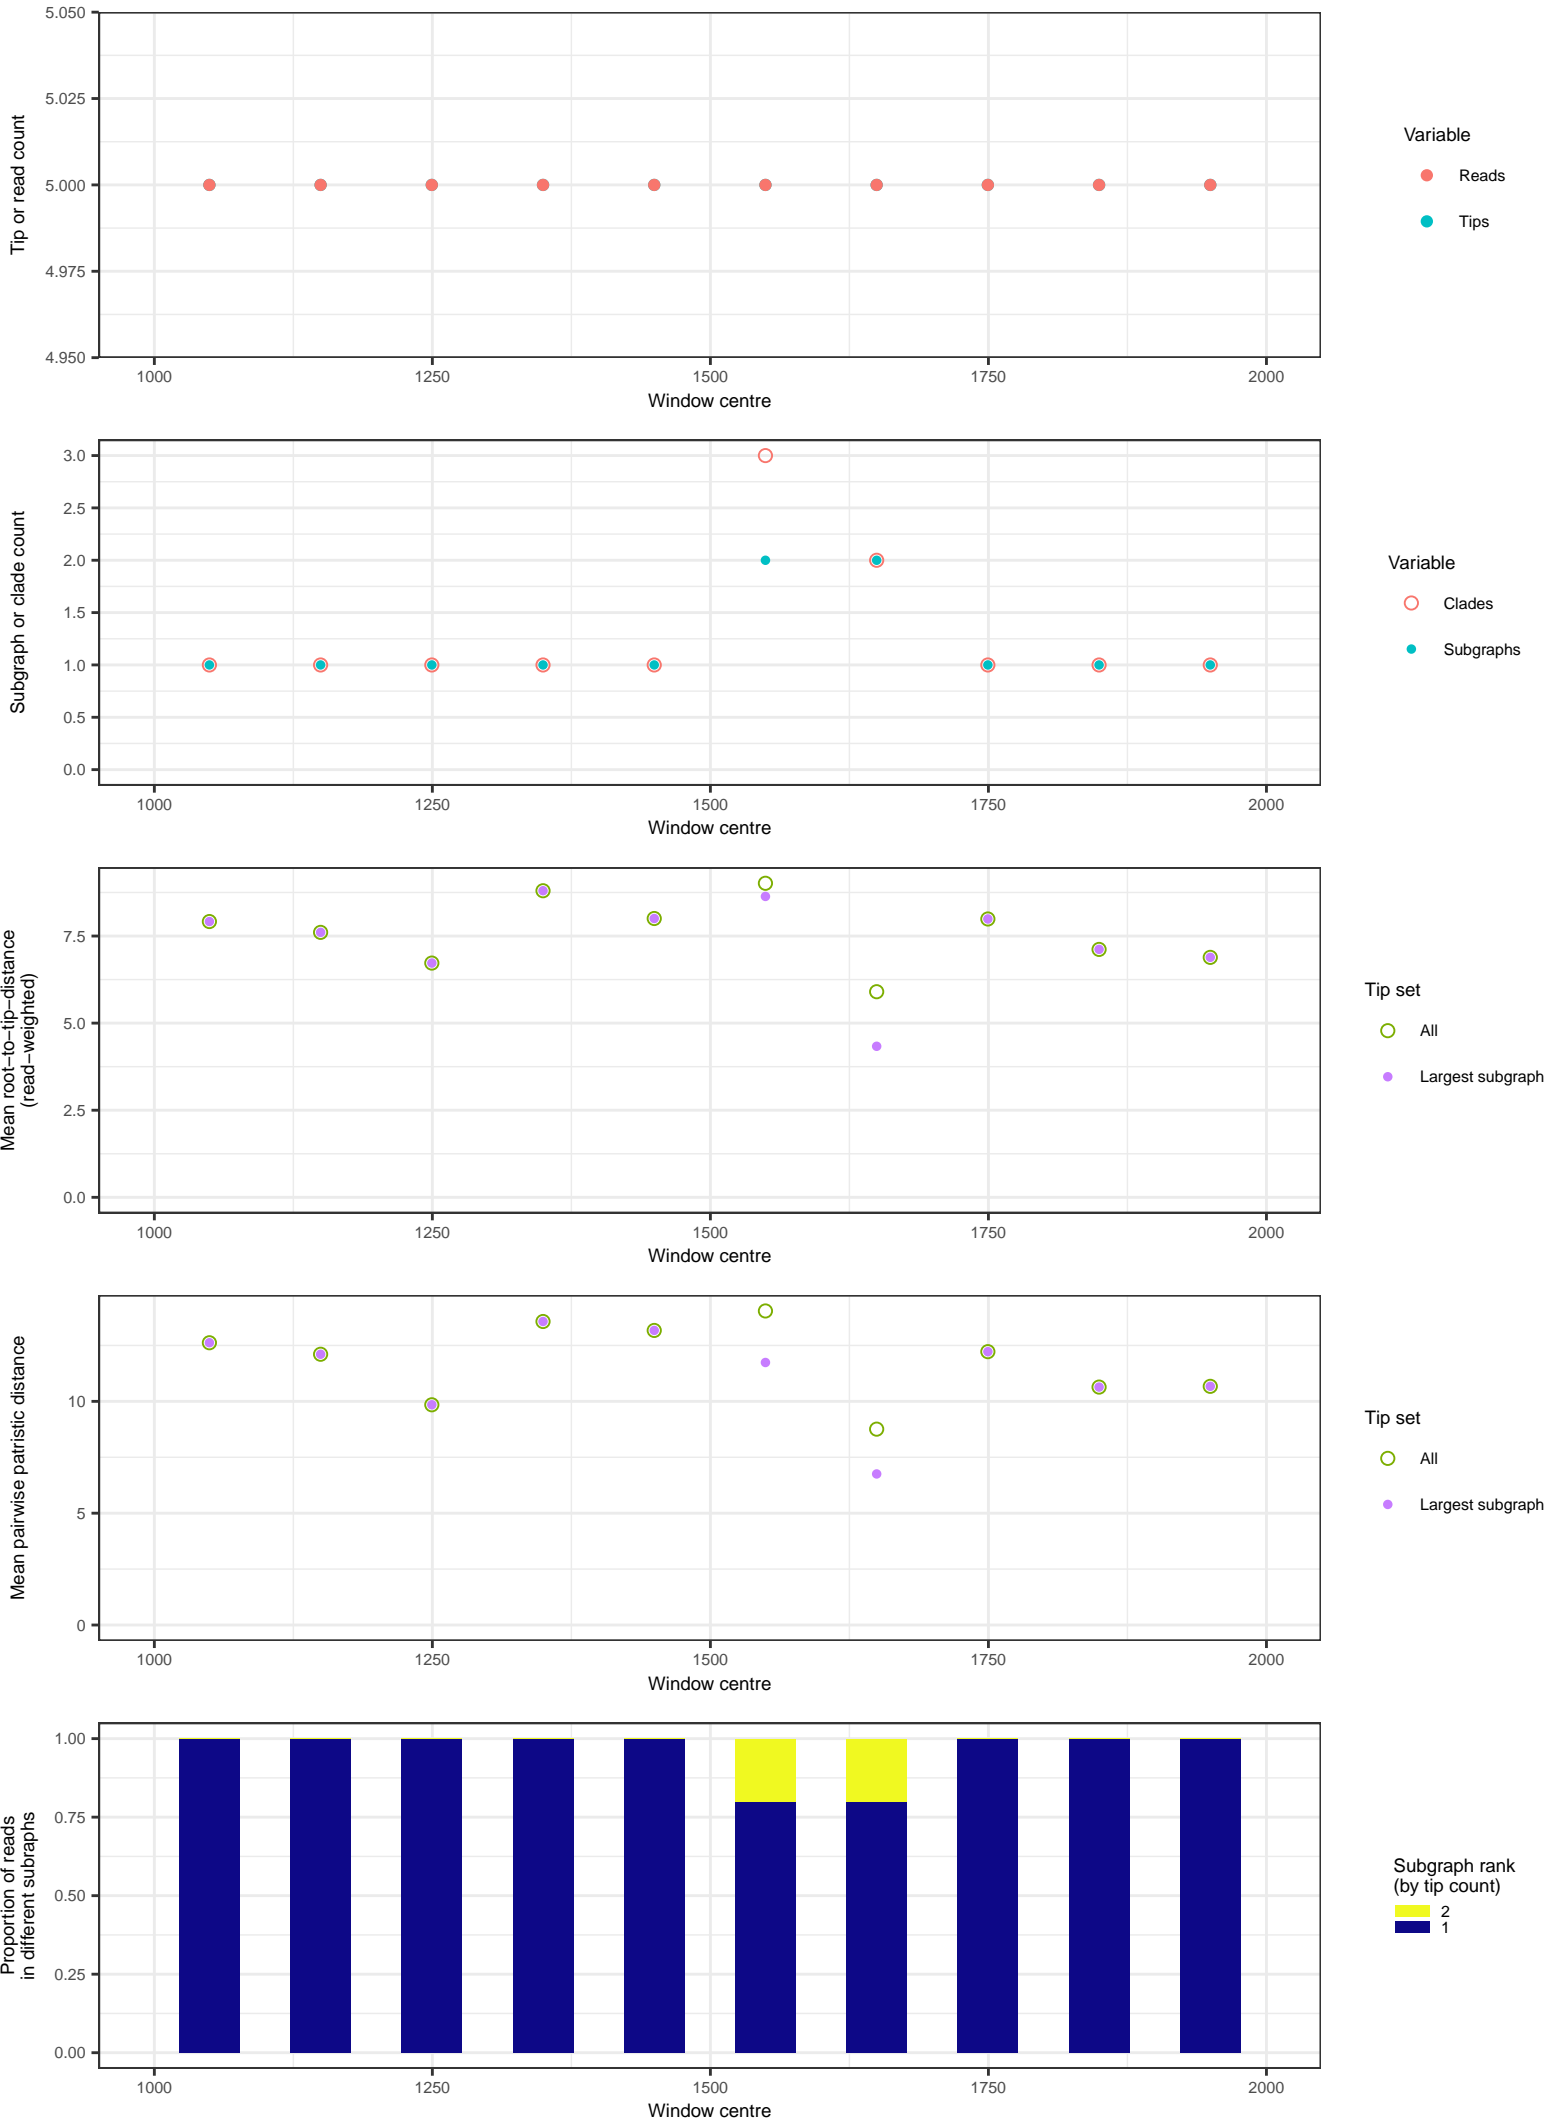 5.050
5.025
5.000
4.975
4.950
Tip or read count
1000 1250 1500 1750 2000
Window centre
Variable
Reads
Tips
3.0
2.5
2.0
1.5
1.0
0.5
0.0
Subgraph or clade count
1000 1250 1500 1750 2000
Window centre
Variable
Clades
Subgraphs
7.5
5.0
2.5
0.0
Mean root−to−tip−distance
(read−weighted)
1000 1250 1500 1750 2000
Window centre
Tip set
All
Largest subgraph
10
5
0
Mean pairwise patristic distance
1000 1250 1500 1750 2000
Window centre
Tip set
All
Largest subgraph
1.00
0.75
0.50
0.25
0.00
Proportion of reads
in different subraphs
1000 1250 1500 1750 2000
Window centre
Subgraph rank
(by tip count)
2
1